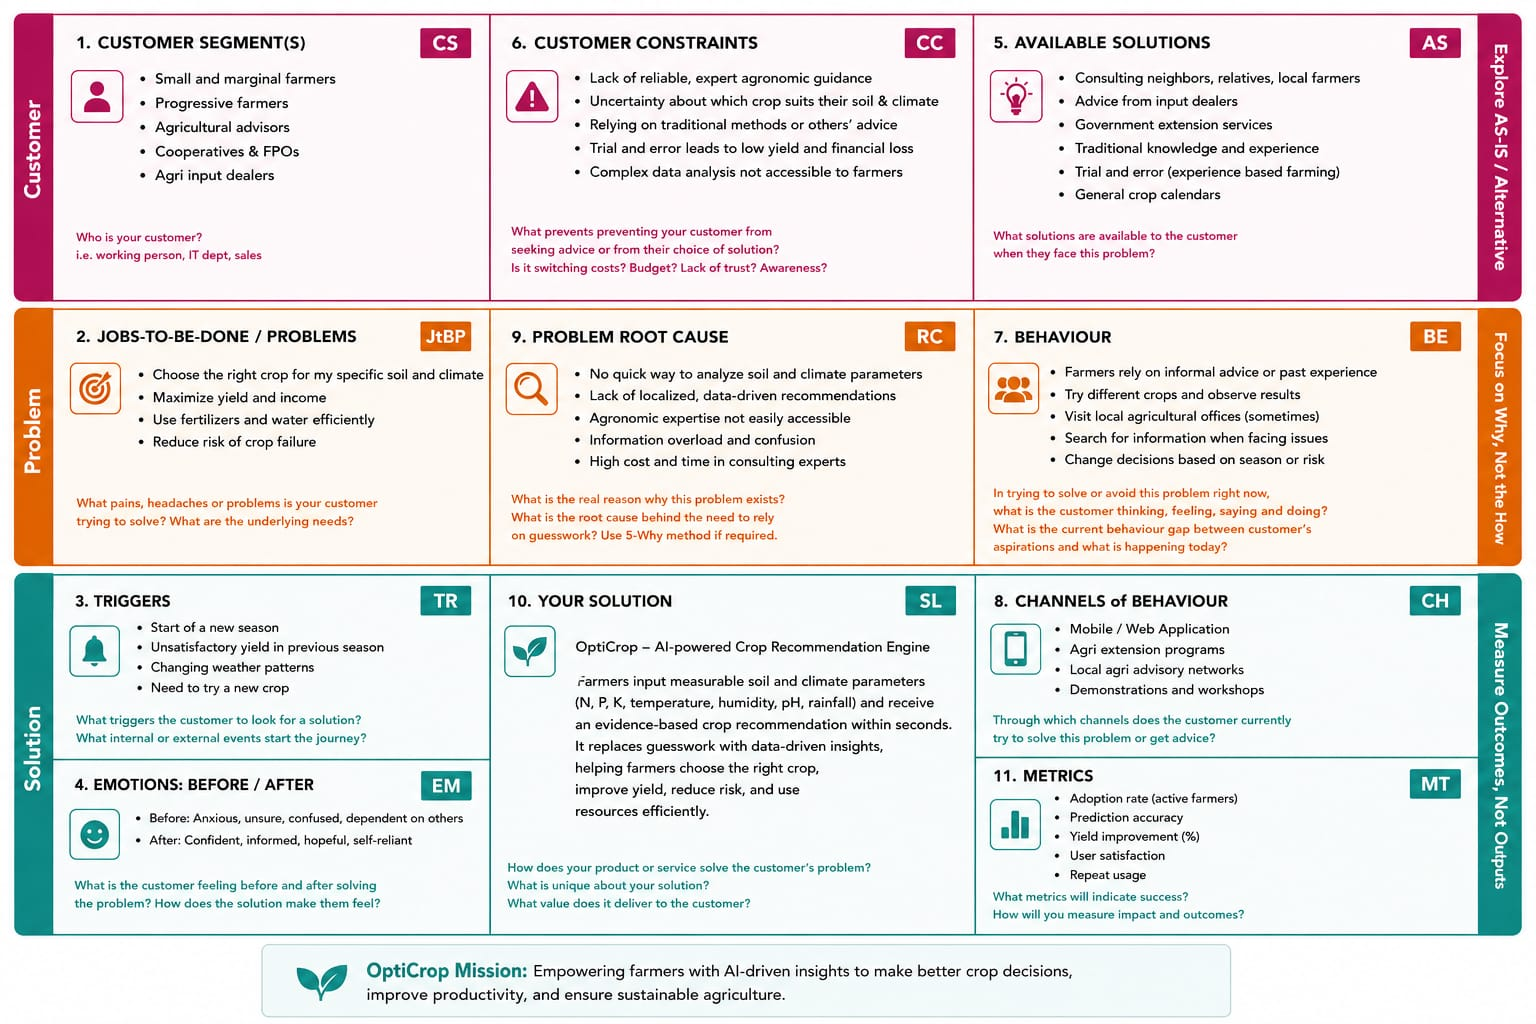 Customer
1. CUSTOMER SEGMENT(S)
CS
• Small and marginal farmers
• Progressive farmers
• Agricultural advisors
• Cooperatives & FPOs
• Agri input dealers
Who is your customer?
i.e. working person, IT dept, sales
6. CUSTOMER CONSTRAINTS
CC
• Lack of reliable, expert agronomic guidance
• Uncertainty about which crop suits their soil & climate
• Relying on traditional methods or others’ advice
• Trial and error leads to low yield and financial loss
• Complex data analysis not accessible to farmers
What prevents preventing your customer from
seeking advice or from their choice of solution?
Is it switching costs? Budget? Lack of trust? Awareness?
5. AVAILABLE SOLUTIONS
AS
• Consulting neighbors, relatives, local farmers
• Advice from input dealers
• Government extension services
• Traditional knowledge and experience
• Trial and error (experience based farming)
• General crop calendars
What solutions are available to the customer
when they face this problem?
Explore AS-IS / Alternative
Problem
2. JOBS-TO-BE-DONE / PROBLEMS
JtBP
• Choose the right crop for my specific soil and climate
• Maximize yield and income
• Use fertilizers and water efficiently
• Reduce risk of crop failure
What pains, headaches or problems is your customer
trying to solve? What are the underlying needs?
9. PROBLEM ROOT CAUSE
RC
• No quick way to analyze soil and climate parameters
• Lack of localized, data-driven recommendations
• Agronomic expertise not easily accessible
• Information overload and confusion
• High cost and time in consulting experts
What is the real reason why this problem exists?
What is the root cause behind the need to rely
on guesswork? Use 5-Why method if required.
7. BEHAVIOUR
BE
• Farmers rely on informal advice or past experience
• Try different crops and observe results
• Visit local agricultural offices (sometimes)
• Search for information when facing issues
• Change decisions based on season or risk
In trying to solve or avoid this problem right now,
what is the customer thinking, feeling, saying and doing?
What is the current behaviour gap between customer’s
aspirations and what is happening today?
Focus on Why, Not the How
Solution
3. TRIGGERS
TR
• Start of a new season
• Unsatisfactory yield in previous season
• Changing weather patterns
• Need to try a new crop
What triggers the customer to look for a solution?
What internal or external events start the journey?
4. EMOTIONS: BEFORE / AFTER
EM
• Before: Anxious, unsure, confused, dependent on others
• After: Confident, informed, hopeful, self-reliant
What is the customer feeling before and after solving
the problem? How does the solution make them feel?
10. YOUR SOLUTION
SL
OptiCrop – AI-powered Crop Recommendation Engine
Farmers input measurable soil and climate parameters
(N, P, K, temperature, humidity, pH, rainfall) and receive
an evidence-based crop recommendation within seconds.
It replaces guesswork with data-driven insights,
helping farmers choose the right crop,
improve yield, reduce risk, and use
resources efficiently.
How does your product or service solve the customer’s problem?
What is unique about your solution?
What value does it deliver to the customer?
8. CHANNELS of BEHAVIOUR
CH
• Mobile / Web Application
• Agri extension programs
• Local agri advisory networks
• Demonstrations and workshops
Through which channels does the customer currently
try to solve this problem or get advice?
11. METRICS
MT
• Adoption rate (active farmers)
• Prediction accuracy
• Yield improvement (%)
• User satisfaction
• Repeat usage
What metrics will indicate success?
How will you measure impact and outcomes?
Measure Outcomes, Not Outputs
OptiCrop Mission: Empowering farmers with AI-driven insights to make better crop decisions,
improve productivity, and ensure sustainable agriculture.